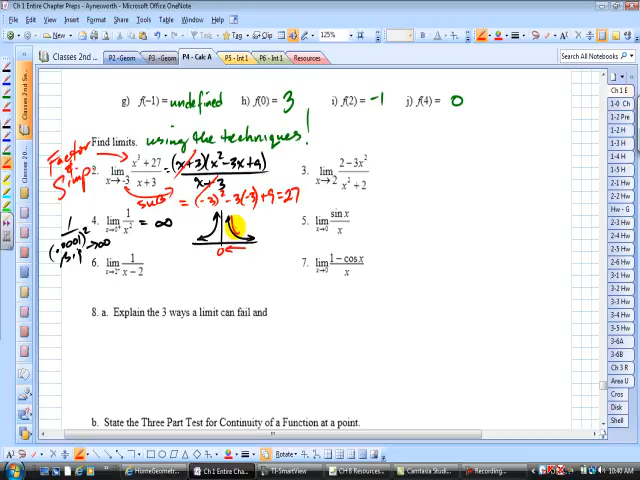 Ch 1 Entire Chapter Preps - Aynesworth - Microsoft Office OneNote
File Edit View Insert Format Share Tools Table Window Help
125%
Classes 2nd P2 -Geom P3 -Geom P4 - Calc A P5 - Int 1 P6 - Int 1 Resources Search All Notebooks
g) f(−1) = undefined h) f(0) = 3 i) f(2) = −1 j) f(4) = 0
Find limits. using the techniques!
Factor & Simp
2. lim x→ -3 x³ + 27 / x + 3 = (x+3)(x²−3x+9) / x+3
subs = (−3)² −3(−3)+9 = 27
3. lim x→2 2 − 3x² / x² + 2
4. lim x→0⁺ 1 / x² = ∞
0
5. lim x→0 sin x / x
6. lim x→2⁻ 1 / x − 2
7. lim x→0 1 − cos x / x
8. a. Explain the 3 ways a limit can fail and
b. State the Three Part Test for Continuity of a Function at a point.
Ch 1 E
1-0 Ch
1-2 Pre
1-1 Hw
1-2 Hw
1-3 Hw
1-4 Hw
2-1 Hw
2-2 Hw
2-3 Hw
2-4 Hw
3-1 Hw
3-2 Hw
3-3 Hw
3-4 Hw
3-5 Hw
3-6A
3-6B
Ch 3 R
Area U
Cros
Disk
Shell
Rotate
Start HomeGeometr... Ch 1 Entire Cha... TI-SmartView CH 8 Resources... Camtasia Studio... Recording... 10:40 AM